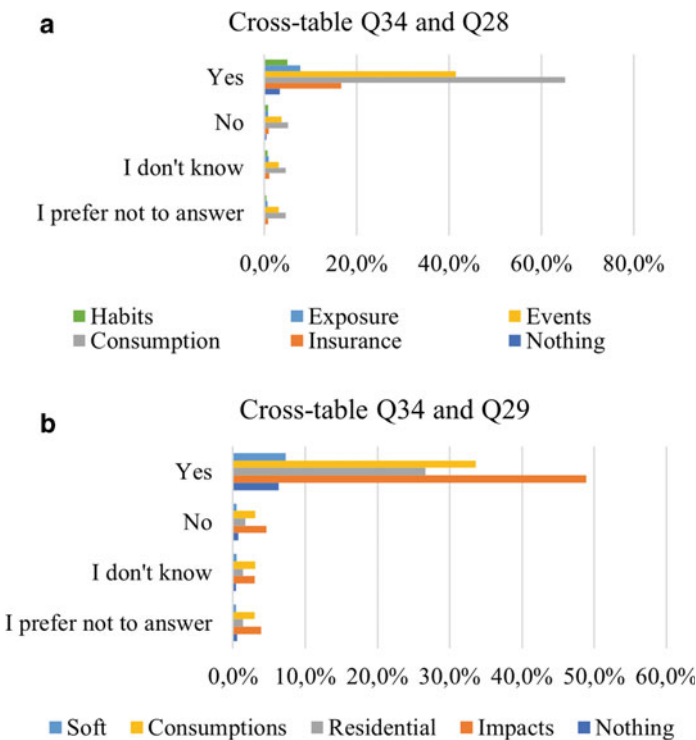 a
Cross-table Q34 and Q28
Yes
No
I don't know
I prefer not to answer
0,0% 20,0% 40,0% 60,0% 80,0%
Habits Exposure Events
Consumption Insurance Nothing
b
Cross-table Q34 and Q29
Yes
No
I don't know
I prefer not to answer
0,0% 10,0% 20,0% 30,0% 40,0% 50,0% 60,0%
Soft Consumptions Residential Impacts Nothing